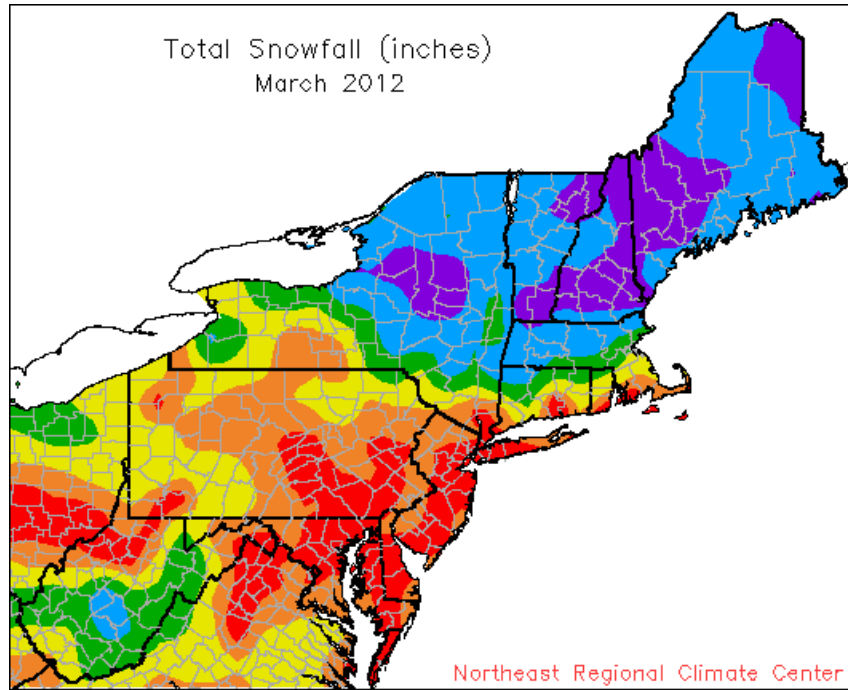 Total Snowfall (inches)
March 2012
Northeast Regional Climate Center